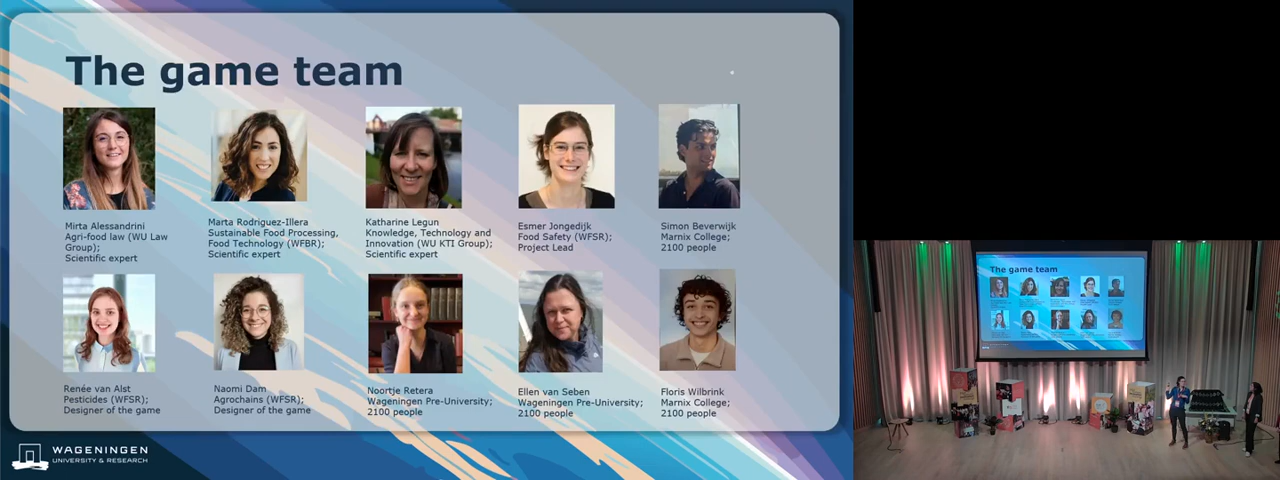 The game team
Mirta Alessandrini
Agri-food law (WU Law
Group);
Scientific expert
Marta Rodriguez-Illera
Sustainable Food Processing,
Food Technology (WFBR);
Scientific expert
Katharine Legun
Knowledge, Technology and
Innovation (WU KTI Group);
Scientific expert
Esmer Jongedijk
Food Safety (WFSR);
Project Lead
Simon Beverwijk
Marnix College;
2100 people
Renée van Alst
Pesticides (WFSR);
Designer of the game
Naomi Dam
Agrochains (WFSR);
Designer of the game
Noortje Retera
Wageningen Pre-University;
2100 people
Ellen van Seben
Wageningen Pre-University;
2100 people
Floris Wilbrink
Marnix College;
2100 people
WAGENINGEN
UNIVERSITY & RESEARCH
The game team